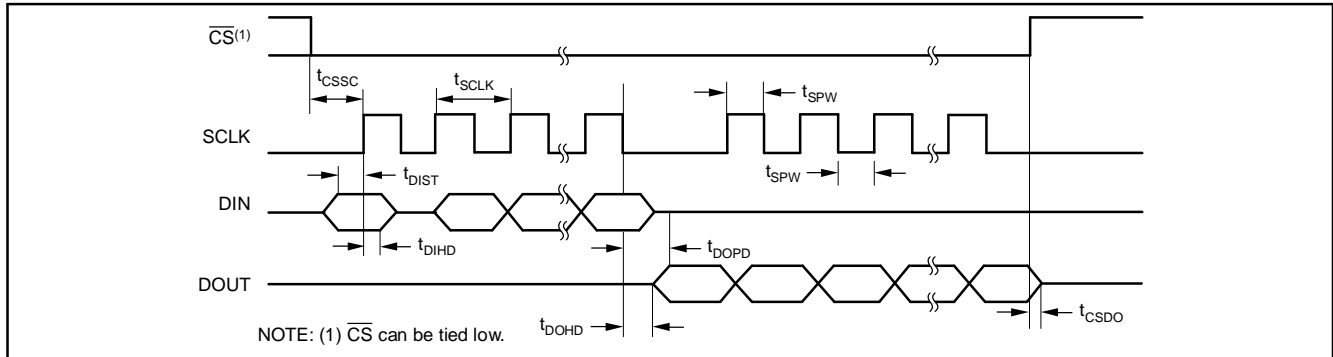 CS(1)
tCSSC
tSCLK
tSPW
SCLK
tDIST
tSPW
DIN
tDIHD
tDOPD
DOUT
tDOHD
tCSDO
NOTE: (1) CS can be tied low.